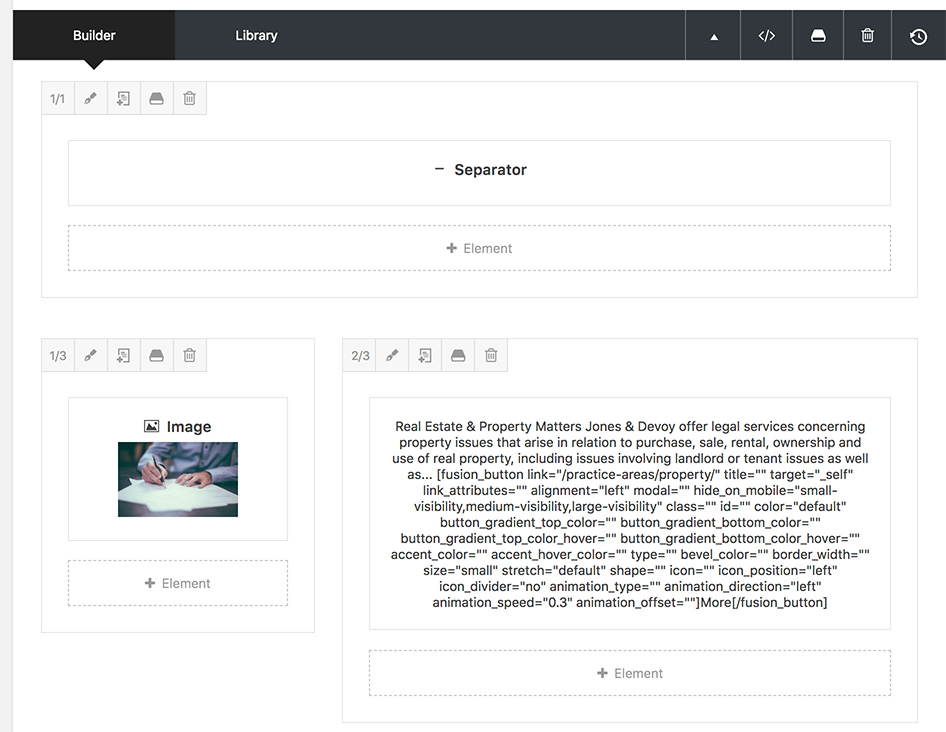 Builder
Library
1/1
Separator
Element
1/3
Image
Element
2/3
Real Estate & Property Matters Jones & Devoy offer legal services concerning
property issues that arise in relation to purchase, sale, rental, ownership and
use of real property, including issues involving landlord or tenant issues as well
as... [fusion_button link="/practice-areas/property/" title="" target="_self"
link_attributes="" alignment="left" modal="" hide_on_mobile="small-
visibility,medium-visibility,large-visibility" class="" id="" color="default"
button_gradient_top_color="" button_gradient_bottom_color=""
button_gradient_top_color_hover="" button_gradient_bottom_color_hover=""
accent_color="" accent_hover_color="" type="" bevel_color="" border_width=""
size="small" stretch="default" shape="" icon="" icon_position="left"
icon_divider="no" animation_type="" animation_direction="left"
animation_speed="0.3" animation_offset=""]More[/fusion_button]
Element